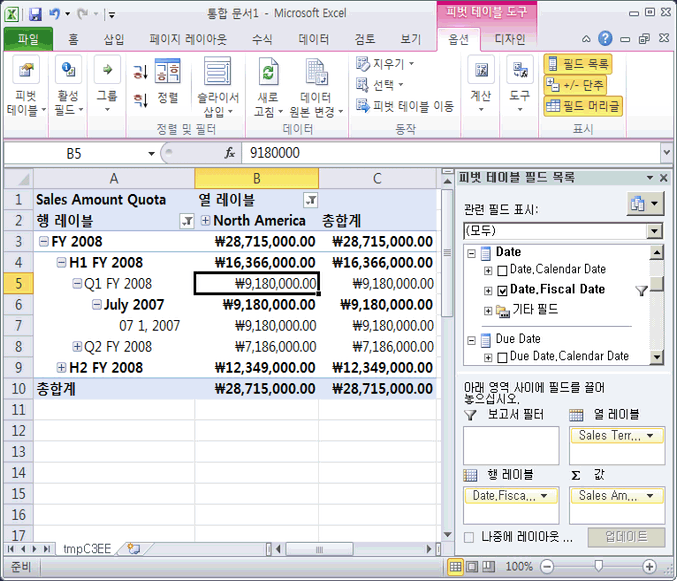 통합 문서1 - Microsoft Excel
피벗 테이블 도구
파일 홈 삽입 페이지 레이아웃 수식 데이터 검토 보기 옵션 디자인
피벗 테이블
활성 필드
그룹
정렬
슬라이서 삽입
새로 고침
데이터 원본 변경
지우기
선택
피벗 테이블 이동
계산
도구
필드 목록
+/- 단추
필드 머리글
정렬 및 필터 데이터 동작 표시
B5 fx 9180000
A B C
1 Sales Amount Quota 열 레이블
2 행 레이블 North America 총합계
3 FY 2008 ₩28,715,000.00 ₩28,715,000.00
4 H1 FY 2008 ₩16,366,000.00 ₩16,366,000.00
5 Q1 FY 2008 ₩9,180,000.00 ₩9,180,000.00
6 July 2007 ₩9,180,000.00 ₩9,180,000.00
7 07 1, 2007 ₩9,180,000.00 ₩9,180,000.00
8 Q2 FY 2008 ₩7,186,000.00 ₩7,186,000.00
9 H2 FY 2008 ₩12,349,000.00 ₩12,349,000.00
10 총합계 ₩28,715,000.00 ₩28,715,000.00
11
12
13
14
15
16
17
tmpC3EE
준비
100%
피벗 테이블 필드 목록
관련 필드 표시:
(모두)
Date
Date,Calendar Date
Date,Fiscal Date
기타 필드
Due Date
Due Date,Calendar Date
아래 영역 사이에 필드를 끌어
놓으십시오.
보고서 필터 열 레이블
Sales Terr...
행 레이블 Σ 값
Date,Fisca... Sales Am...
나중에 레이아웃 ... 업데이트